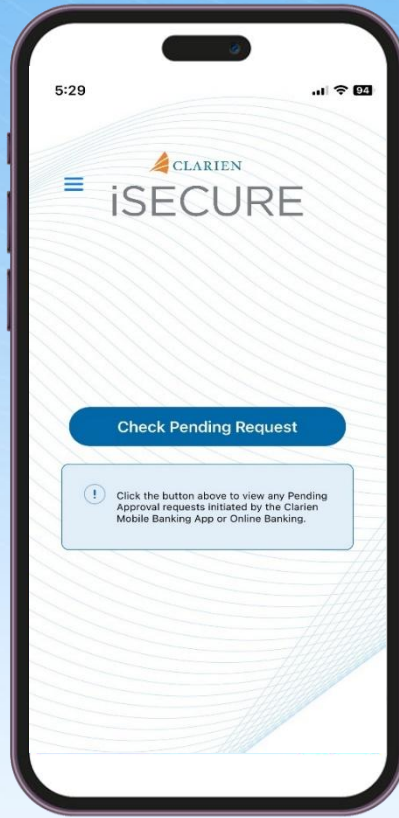 5:29
94
CLARIEN
iSECURE
Check Pending Request
!
Click the button above to view any Pending
Approval requests initiated by the Clarien
Mobile Banking App or Online Banking.